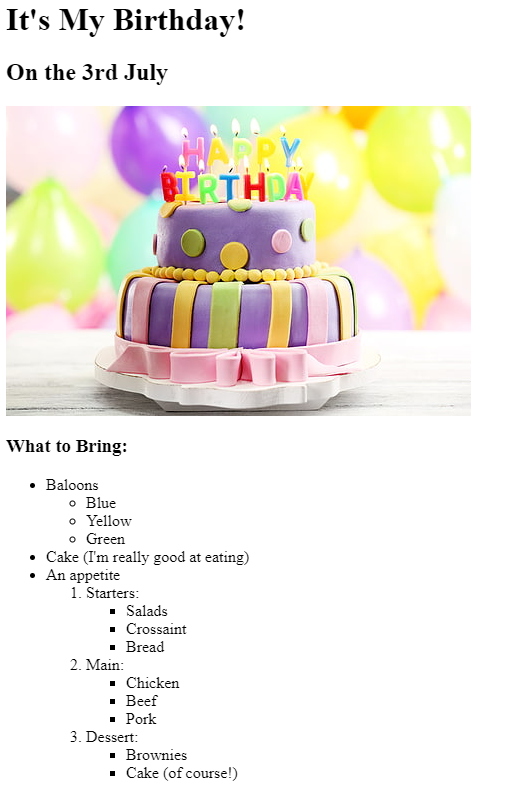 It's My Birthday!
On the 3rd July
HAPPY
BIRTHDAY
What to Bring:
Baloons
Blue
Yellow
Green
Cake (I'm really good at eating)
An appetite
1. Starters:
Salads
Crossaint
Bread
2. Main:
Chicken
Beef
Pork
3. Dessert:
Brownies
Cake (of course!)